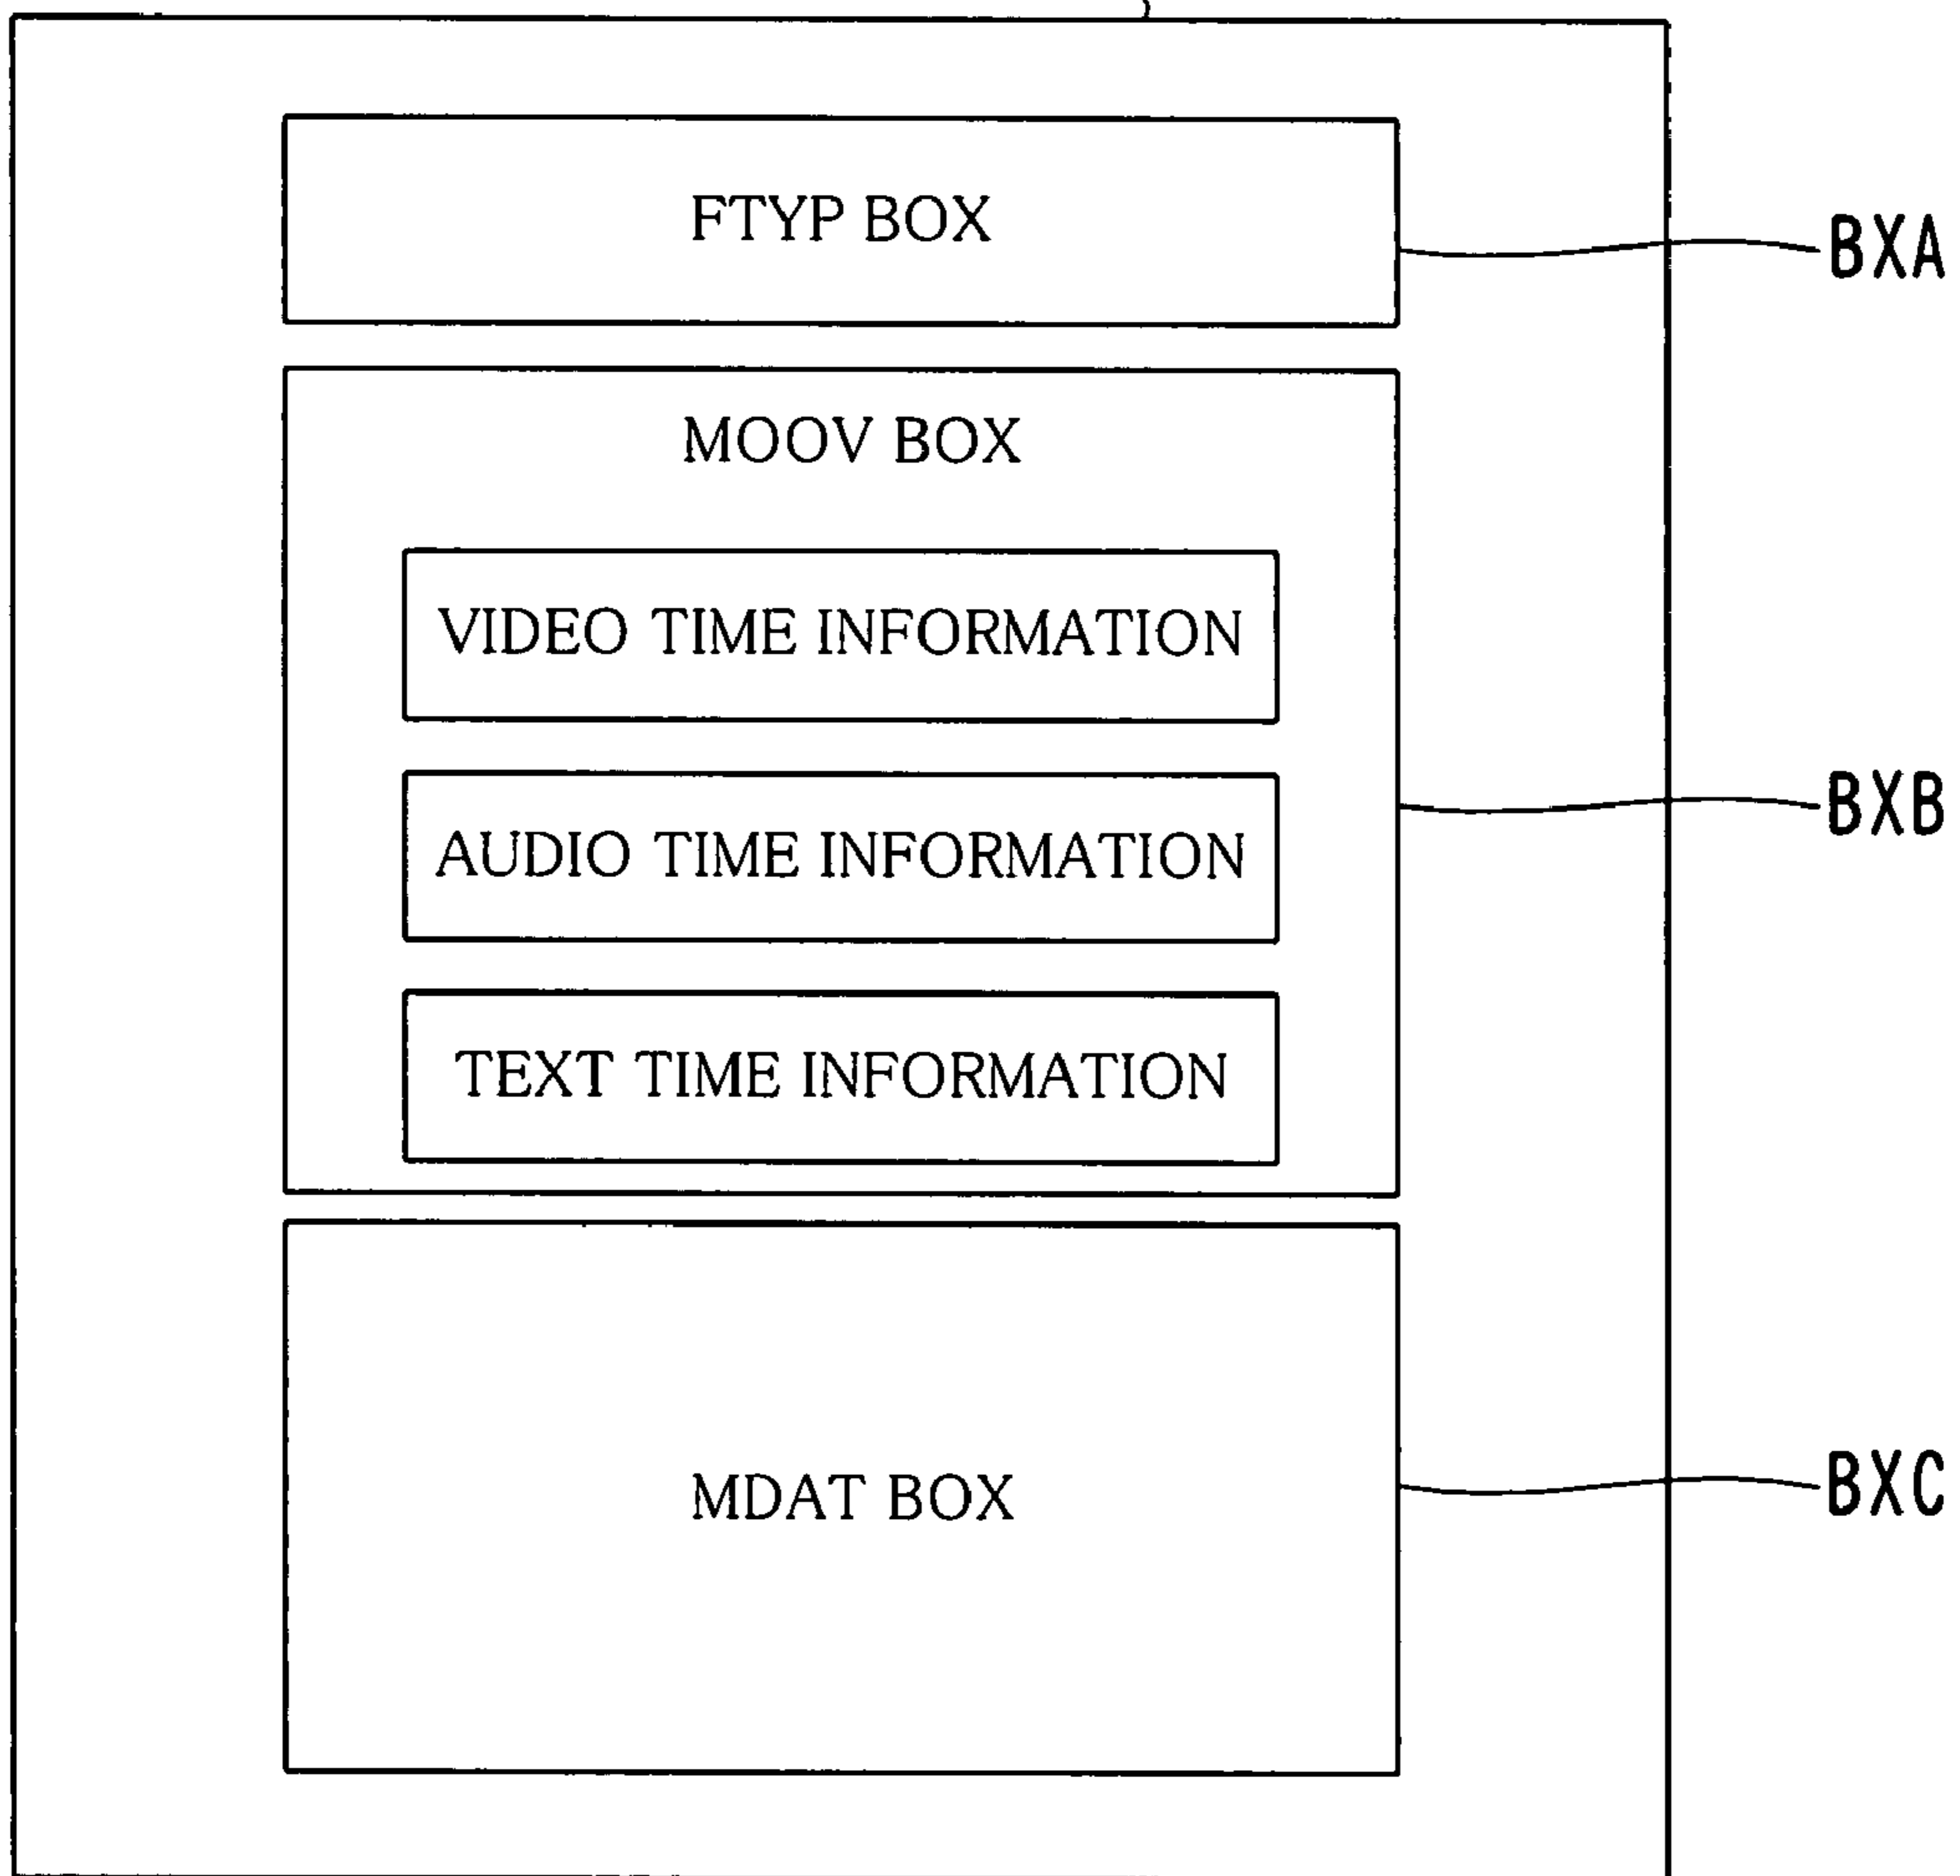 FTYP BOX
BXA
MOOV BOX
VIDEO TIME INFORMATION
BXB
AUDIO TIME INFORMATION
TEXT TIME INFORMATION
MDAT BOX
BXC